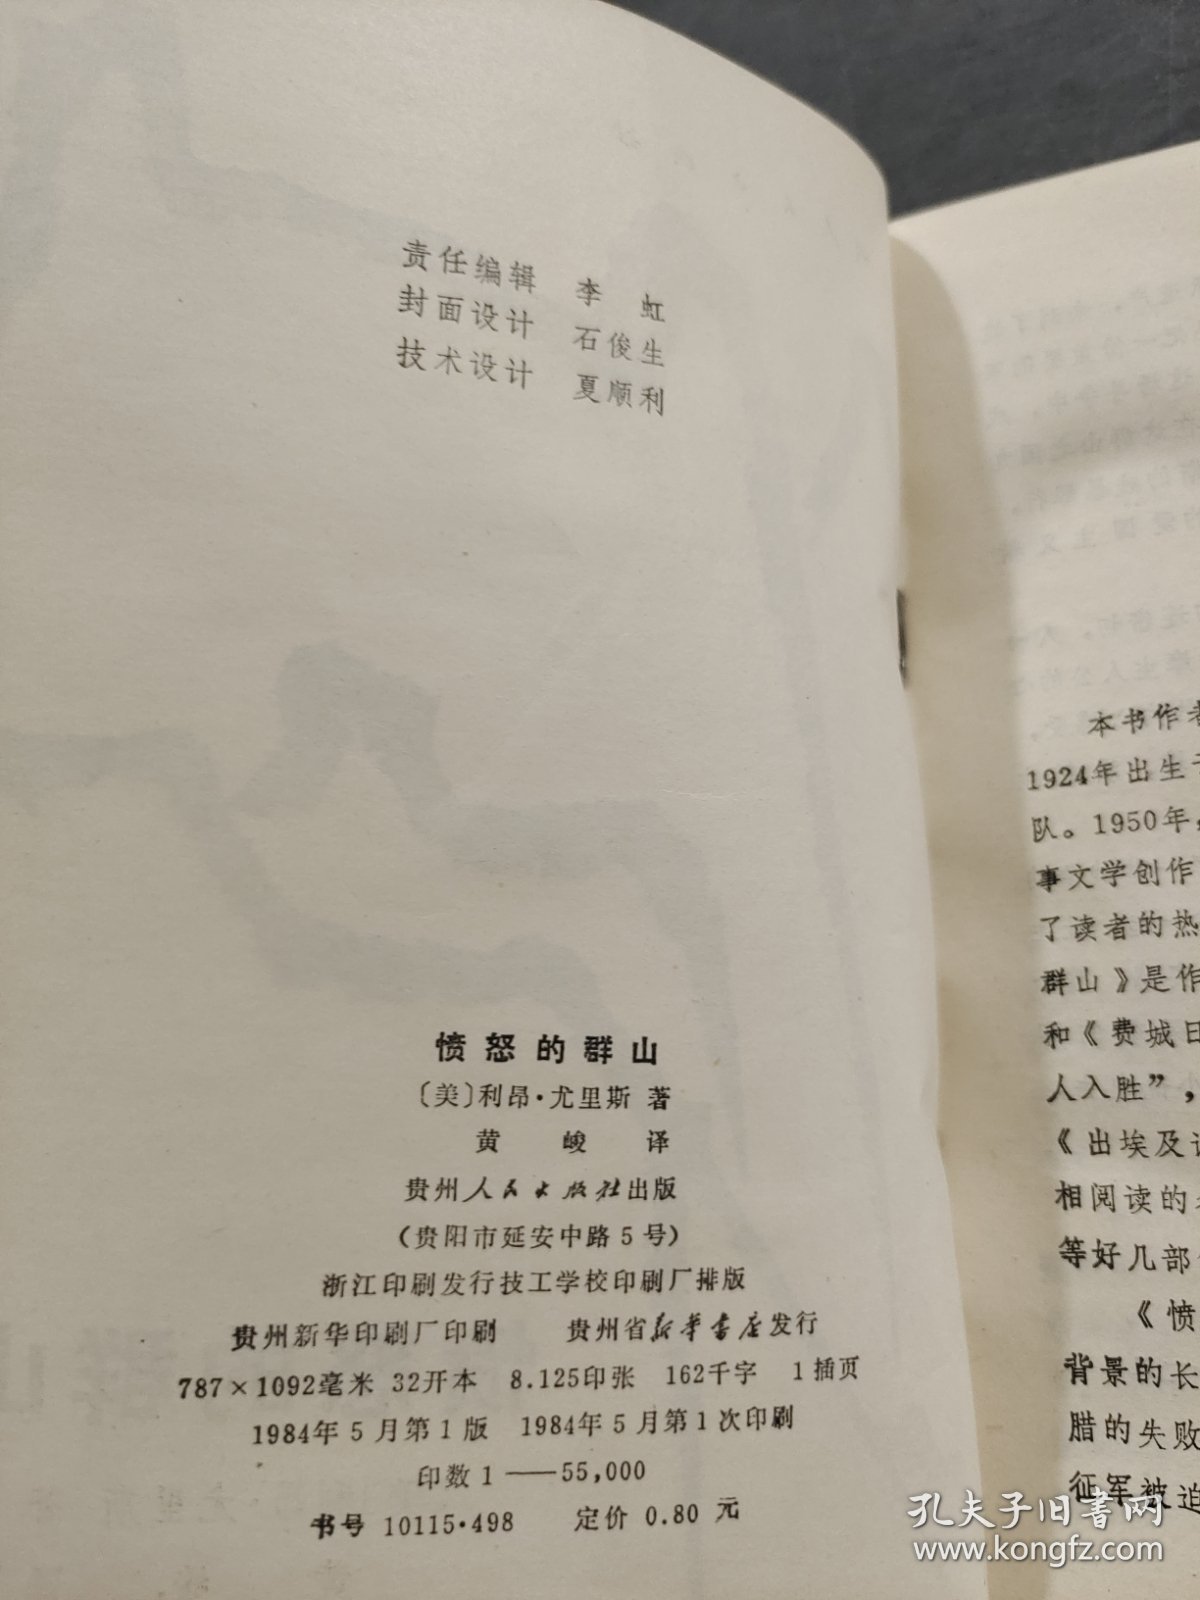 责任编辑 李虹
封面设计 石俊生
技术设计 夏顺利
愤怒的群山
〔美〕利昂·尤里斯 著
黄峻译
贵州人民出版社出版
（贵阳市延安中路5号）
浙江印刷发行技工学校印刷厂排版
贵州新华印刷厂印刷 贵州省新华书店发行
787×1092毫米 32开本 8.125印张 162千字 1插页
1984年5月第1版 1984年5月第1次印刷
印数1——55,000
书号 10115·498 定价 0.80 元
本书作者
1924年出生于
队。1950年，
事文学创作
了读者的热
群山》是作
和《费城日
人入胜”，
《出埃及记
相阅读的
等好几部
《愤
背景的长
腊的失败
征军被迫
孔夫子旧书网
www.kongfz.com